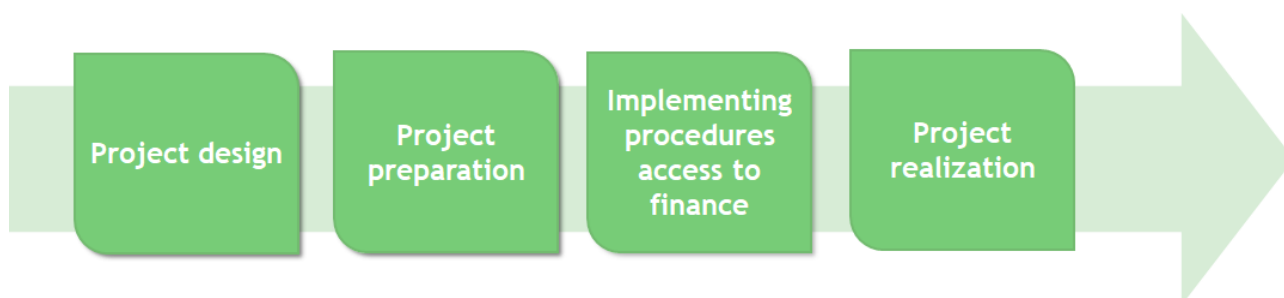 Project design
Project
preparation
Implementing
procedures
access to
finance
Project
realization